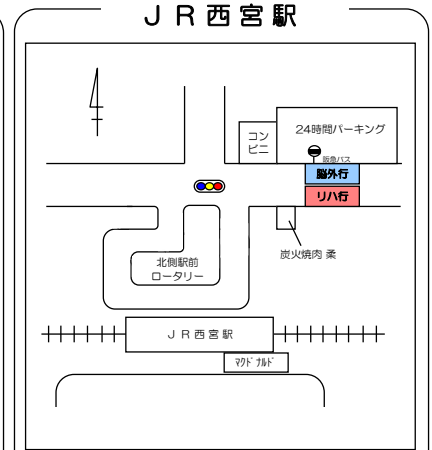 JR西宮駅
コン
ビニ
24時間パーキング
阪急バス
脳外行
リハ行
炭火焼肉 柔
北側駅前
ロータリー
JR西宮駅
マクドナルド